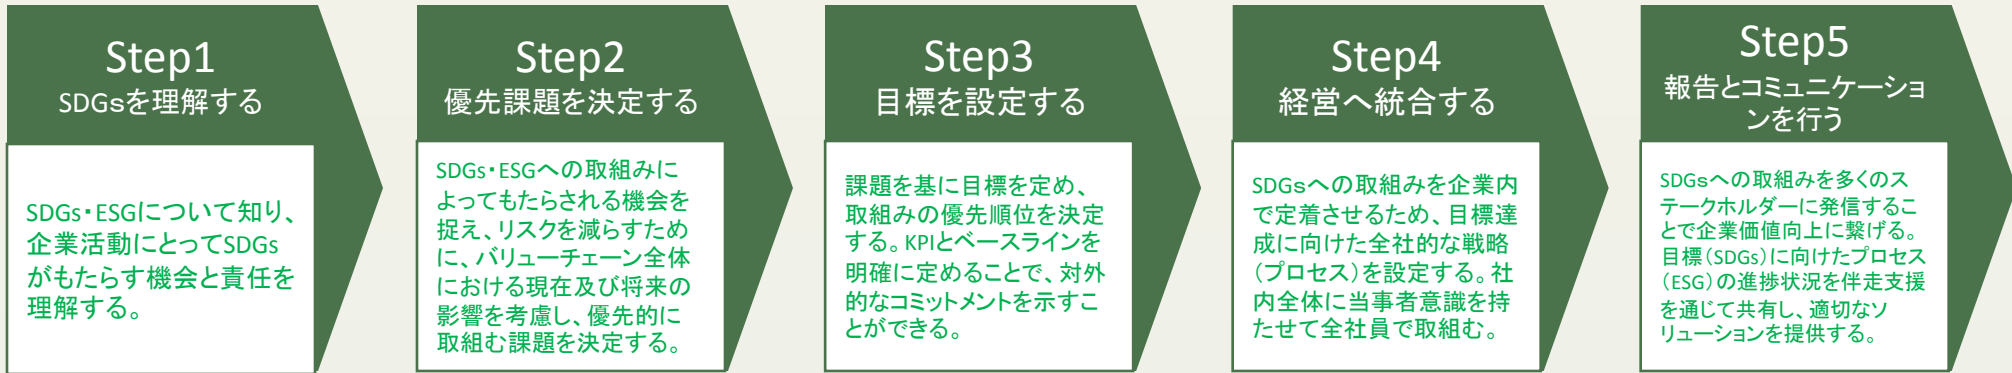 Step1
SDGsを理解する
SDGs・ESGについて知り、
企業活動にとってSDGs
がもたらす機会と責任を
理解する。
Step2
優先課題を決定する
SDGs・ESGへの取組みに
よってもたらされる機会を
捉え、リスクを減らすため
に、バリューチェーン全体
における現在及び将来の
影響を考慮し、優先的に
取組む課題を決定する。
Step3
目標を設定する
課題を基に目標を定め、
取組みの優先順位を決定
する。KPIとベースラインを
明確に定めることで、対外
的なコミットメントを示すこ
とができる。
Step4
経営へ統合する
SDGsへの取組みを企業内
で定着させるため、目標達
成に向けた全社的な戦略
(プロセス)を設定する。社
内全体に当事者意識を持
たせて全社員で取組む。
Step5
報告とコミュニケーショ
ンを行う
SDGsへの取組みを多くのス
テークホルダーに発信するこ
とで企業価値向上に繋げる。
目標(SDGs)に向けたプロセス
(ESG)の進捗状況を伴走支援
を通じて共有し、適切なソ
リューションを提供する。